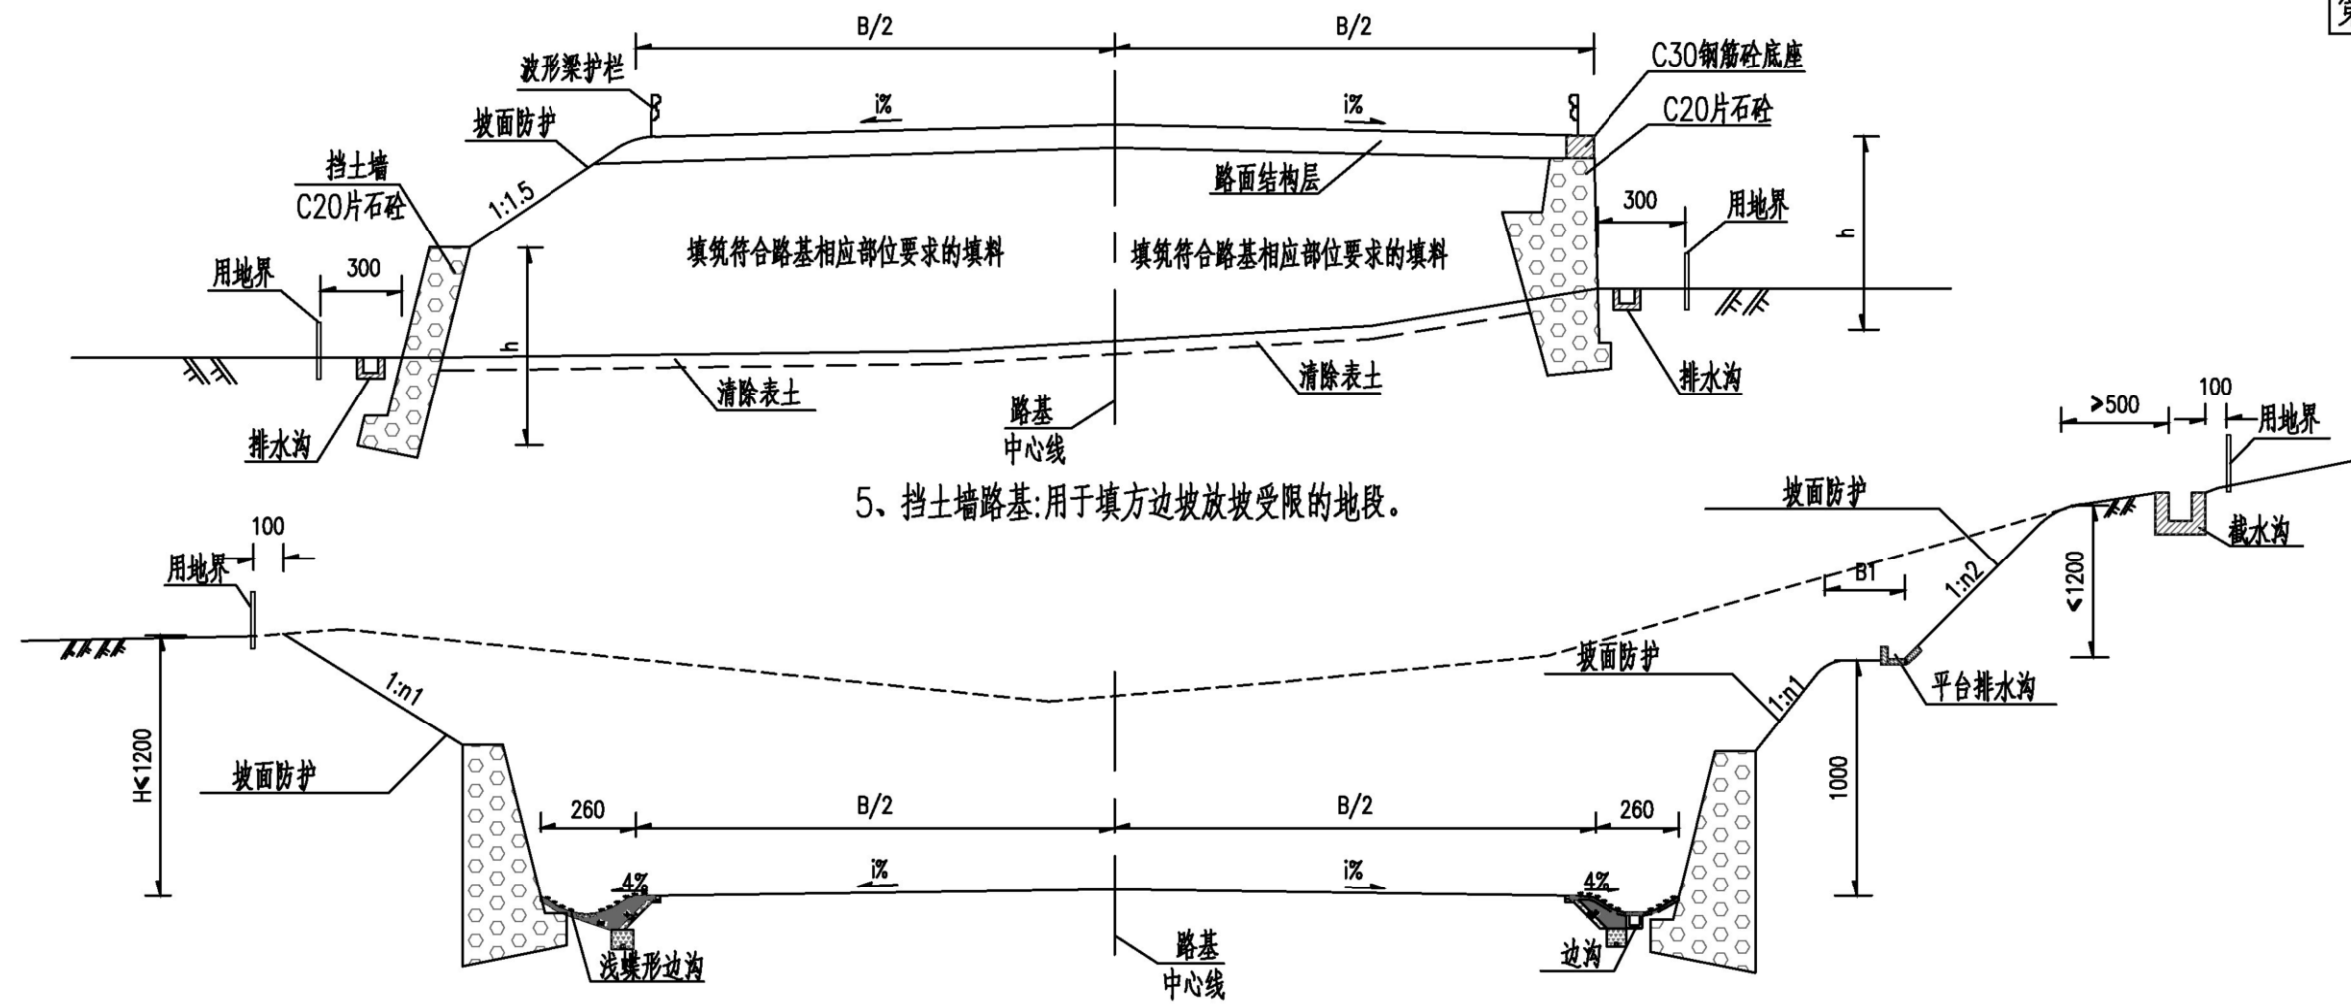 B/2
B/2
C30钢筋砼底座
波形梁护栏
i%
i%
C20片石砼
坡面防护
挡土墙
C20片石砼
1:1.5
路面结构层
300
用地界
填筑符合路基相应部位要求的填料
填筑符合路基相应部位要求的填料
h
用地界
300
h
清除表土
清除表土
排水沟
排水沟
路基
中心线
100
>500
用地界
5、挡土墙路基:用于填方边坡放坡受限的地段。
坡面防护
截水沟
100
用地界
B1
1:n2
<1200
坡面防护
1:n1
1:n1
平台排水沟
H<1200
坡面防护
1000
260
B/2
B/2
260
4%
i%
i%
4%
浅蝶形边沟
路基
中心线
边沟